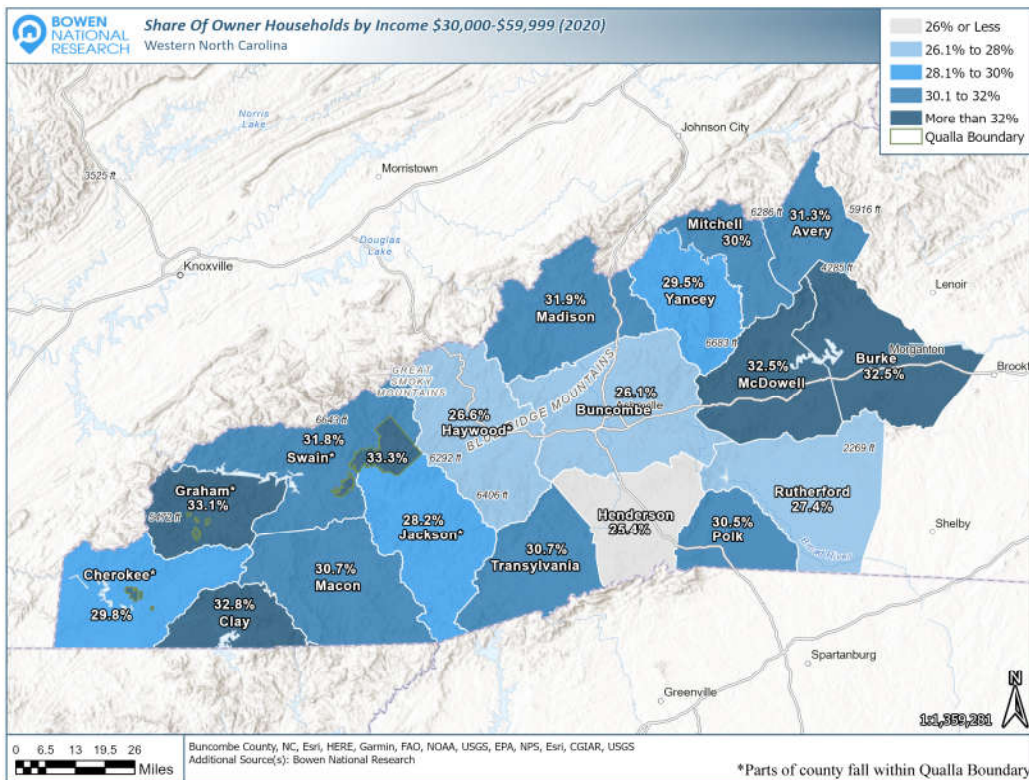 BOWEN
NATIONAL
RESEARCH
Share Of Owner Households by Income $30,000-$59,999 (2020)
Western North Carolina
26% or Less
26.1% to 28%
28.1% to 30%
30.1 to 32%
More than 32%
Qualla Boundary
Norris
Lake
Johnson City
3525 ft
Morristown
Douglas
Lake
Knoxville
6286 ft
5916 ft
Mitchell
30%
31.3%
Avery
4285 ft
Lenoir
29.5%
Yancey
31.9%
Madison
6683 ft
Morganton
Burke
32.5%
Brookf
32.5%
McDowell
GREAT
SMOKY
MOUNTAINS
BLUE RIDGE MOUNTAINS
26.1%
Asheville
Buncombe
26.6%
Haywood*
6643 ft
31.8%
Swain*
33.3%
6292 ft
2269 ft
6406 ft
Graham*
33.1%
5472 ft
Rutherford
27.4%
Henderson
25.4%
28.2%
Jackson*
30.5%
Polk
Shelby
30.7%
Transylvania
30.7%
Macon
Cherokee*
29.8%
32.8%
Clay
Spartanburg
Greenville
N
1:1,359,281
0 6.5 13 19.5 26
Miles
Buncombe County, NC, Esri, HERE, Garmin, FAO, NOAA, USGS, EPA, NPS, Esri, CGIAR, USGS
Additional Source(s): Bowen National Research
*Parts of county fall within Qualla Boundary